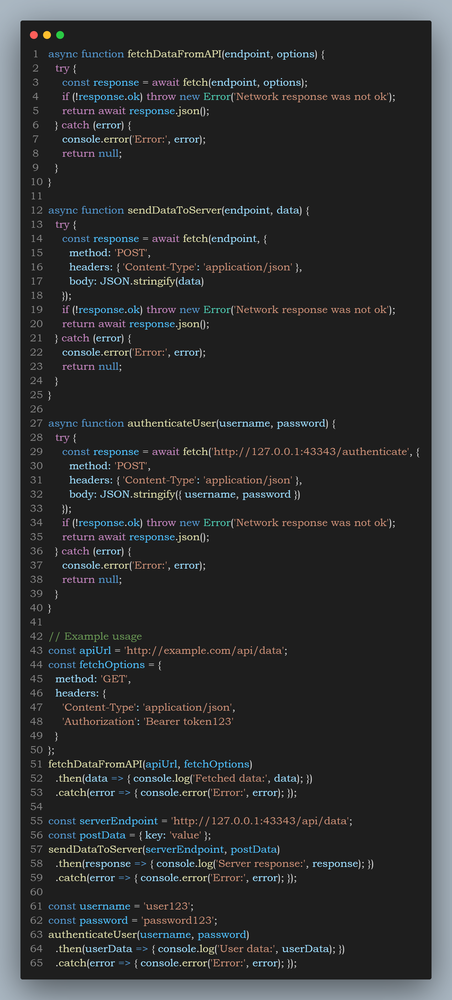 1 async function fetchDataFromAPI(endpoint, options) {
2   try {
3     const response = await fetch(endpoint, options);
4     if (!response.ok) throw new Error('Network response was not ok');
5     return await response.json();
6   } catch (error) {
7     console.error('Error:', error);
8     return null;
9   }
10 }
11
12 async function sendDataToServer(endpoint, data) {
13   try {
14     const response = await fetch(endpoint, {
15       method: 'POST',
16       headers: { 'Content-Type': 'application/json' },
17       body: JSON.stringify(data)
18     });
19     if (!response.ok) throw new Error('Network response was not ok');
20     return await response.json();
21   } catch (error) {
22     console.error('Error:', error);
23     return null;
24   }
25 }
26
27 async function authenticateUser(username, password) {
28   try {
29     const response = await fetch('http://127.0.0.1:43343/authenticate', {
30       method: 'POST',
31       headers: { 'Content-Type': 'application/json' },
32       body: JSON.stringify({ username, password })
33     });
34     if (!response.ok) throw new Error('Network response was not ok');
35     return await response.json();
36   } catch (error) {
37     console.error('Error:', error);
38     return null;
39   }
40 }
41
42 // Example usage
43 const apiUrl = 'http://example.com/api/data';
44 const fetchOptions = {
45   method: 'GET',
46   headers: {
47     'Content-Type': 'application/json',
48     'Authorization': 'Bearer token123'
49   }
50 };
51 fetchDataFromAPI(apiUrl, fetchOptions)
52   .then(data => { console.log('Fetched data:', data); })
53   .catch(error => { console.error('Error:', error); });
54
55 const serverEndpoint = 'http://127.0.0.1:43343/api/data';
56 const postData = { key: 'value' };
57 sendDataToServer(serverEndpoint, postData)
58   .then(response => { console.log('Server response:', response); })
59   .catch(error => { console.error('Error:', error); });
60
61 const username = 'user123';
62 const password = 'password123';
63 authenticateUser(username, password)
64   .then(userData => { console.log('User data:', userData); })
65   .catch(error => { console.error('Error:', error); });